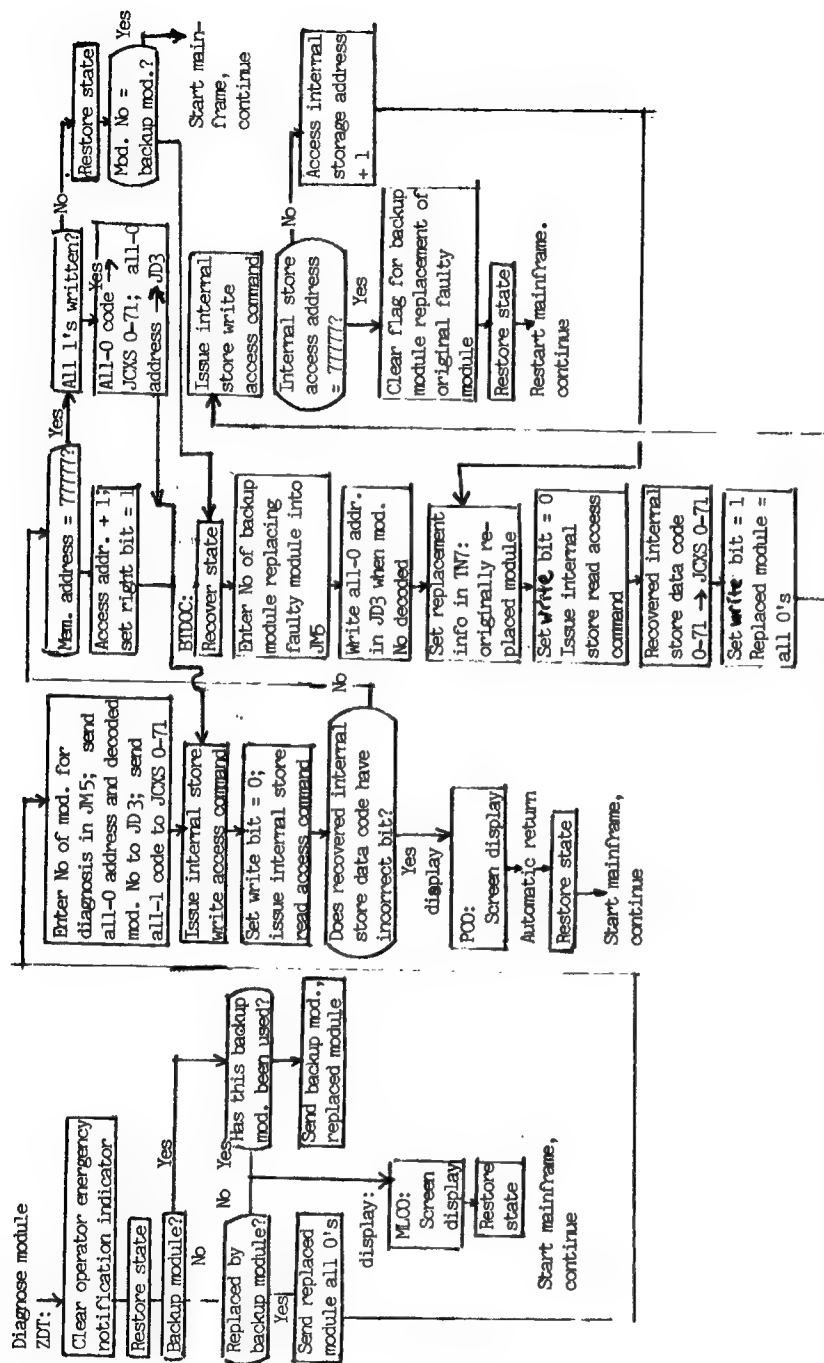 Diagnose module
ZDT:
Clear operator emergency
notification indicator
Restore state
Backup module?
Yes
No
Has this backup
mod. been used?
Send backup mod.,
replaced module
Replaced by
backup module?
No
Yes
Yes
Send replaced
module all 0's
display:
MLCD:
Screen
display
Restore
state
Start mainframe,
continue
Enter No of mod. for
diagnosis in JM5; send
all-0 address and decoded
mod. No to JD3; send
all-1 code to JCXS 0-71
Issue internal store
write access command
Set write bit = 0;
issue internal store
read access command
Does recovered internal
store data code have
incorrect bit?
No
Yes
display
PCD:
Screen display
Automatic return
Restore state
Start mainframe,
continue
Mem. address = 77777?
Yes
Access addr. + 1;
set right bit = 1
All 1's written?
No
Yes
All-0 code →
JCXS 0-71; all-0
address → JD3
Restore state
Mod. No =
backup mod.?
Yes
Start main-
frame,
continue
BTDOC:
Recover state
Enter No of backup
module replacing
faulty module into
JM5
Write all-0 addr.
in JD3 when mod.
No decoded
Set replacement
info in TN7:
originally re-
placed module
Set write bit = 0
Issue internal
store read access
command
Recovered internal
store data code
0-71 → JCXS 0-71
Set write bit = 1
Replaced module =
all 0's
Issue internal
store write
access command
Internal store
access address
= 77777?
No
Access internal
storage address
+ 1
Yes
Clear flag for backup
module replacement of
original faulty
module
Restore state
Restart mainframe.
continue